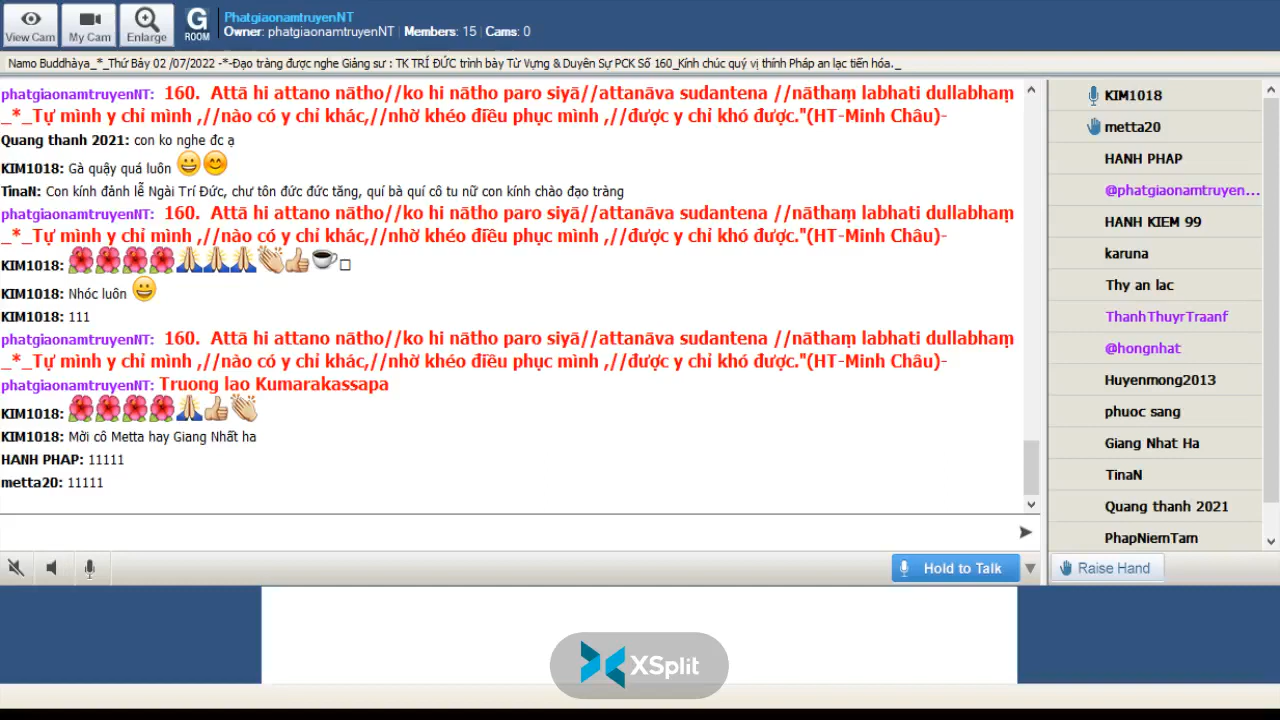 View Cam
My Cam
Enlarge
G
ROOM
PhatgiaonamtruyenNT
Owner: phatgiaonamtruyenNT | Members: 15 | Cams: 0
Namo Buddhàya_*_Thứ Bảy 02 /07/2022 -*-Đạo tràng được nghe Giảng sư : TK TRÍ ĐỨC trình bày Từ Vựng & Duyên Sự PCK Số 160_Kính chúc quý vị thính Pháp an lạc tiến hóa._
phatgiaonamtruyenNT: 160. Attā hi attano nātho//ko hi nātho paro siyā//attanāva sudantena //nāthaṃ labhati dullabhaṃ
_*_Tự mình y chỉ mình ,//nào có y chỉ khác,//nhờ khéo điều phục mình ,//được y chỉ khó được."(HT-Minh Châu)-
Quang thanh 2021: con ko nghe đc ạ
KIM1018: Gà quậy quá luôn 😀😊
TinaN: Con kính đảnh lễ Ngài Trí Đức, chư tôn đức đức tăng, quí bà quí cô tu nữ con kính chào đạo tràng
phatgiaonamtruyenNT: 160. Attā hi attano nātho//ko hi nātho paro siyā//attanāva sudantena //nāthaṃ labhati dullabhaṃ
_*_Tự mình y chỉ mình ,//nào có y chỉ khác,//nhờ khéo điều phục mình ,//được y chỉ khó được."(HT-Minh Châu)-
KIM1018: 🌺🌺🌺🌺🙏🙏🙏👏👍☕□
KIM1018: Nhóc luôn 😀
KIM1018: 111
phatgiaonamtruyenNT: 160. Attā hi attano nātho//ko hi nātho paro siyā//attanāva sudantena //nāthaṃ labhati dullabhaṃ
_*_Tự mình y chỉ mình ,//nào có y chỉ khác,//nhờ khéo điều phục mình ,//được y chỉ khó được."(HT-Minh Châu)-
phatgiaonamtruyenNT: Truong lao Kumarakassapa
KIM1018: 🌺🌺🌺🌺🙏👍👏
KIM1018: Mời cô Metta hay Giang Nhất ha
HANH PHAP: 11111
metta20: 11111
KIM1018
metta20
HANH PHAP
@phatgiaonamtruyen...
HANH KIEM 99
karuna
Thy an lac
ThanhThuyrTraanf
@hongnhat
Huyenmong2013
phuoc sang
Giang Nhat Ha
TinaN
Quang thanh 2021
PhapNiemTam
Hold to Talk
Raise Hand
XSplit